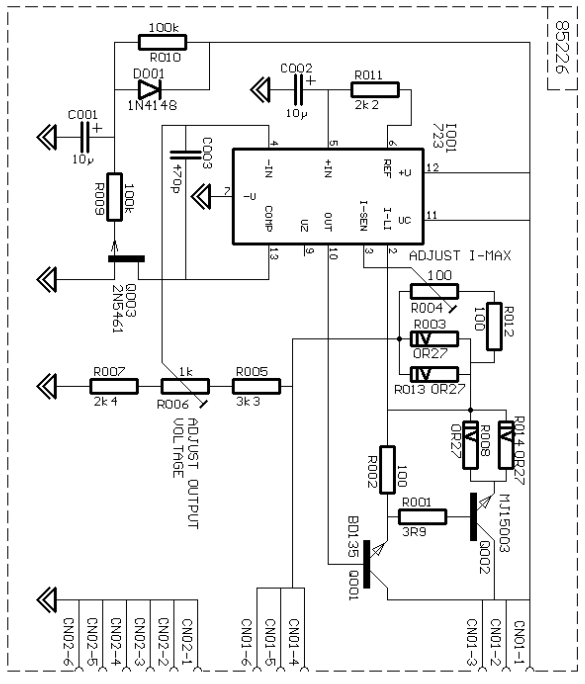 85226
100k
R010
D001
1N4148
C001
10µ
+
R009
100k
Q003
2N5461
C002
+
10µ
R011
2k2
C003
470p
I001
723
4
5
6
-IN
+IN
REF
+U
12
7
-U
I-SEN
I-LI
UC
11
COMP
UZ
OUT
13
9
10
3
2
ADJUST I-MAX
100
R004
R012
100
R003
0R27
R013 0R27
R007
2k4
1k
R006
R005
3k3
ADJUST OUTPUT
VOLTAGE
R008
0R27
R014 0R27
R002
100
R001
3R9
MJ15003
Q002
BD135
Q001
CN02-6
CN02-5
CN02-4
CN02-3
CN02-2
CN02-1
CN01-6
CN01-5
CN01-4
CN01-3
CN01-2
CN01-1